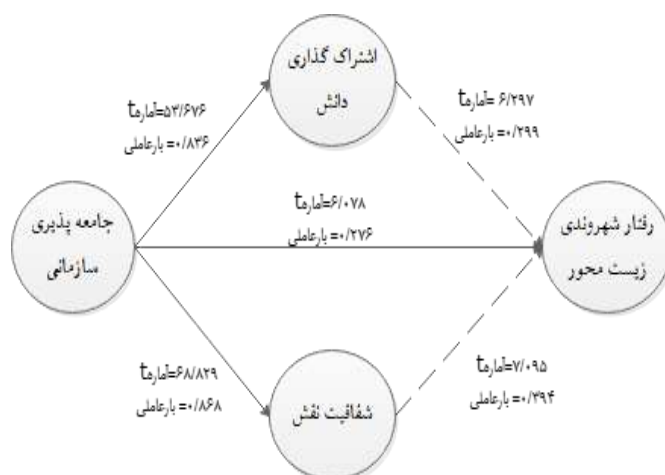 اشتراک گذاری
دانش
آماره t=۵۳/۶۷۶
بارعاملی =۰/۸۳۶
آماره t= ۶/۲۹۷
بارعاملی =۰/۲۹۹
جامعه پذیری
سازمانی
آماره t=۶/۰۷۸
بارعاملی =۰/۲۷۶
رفتار شهروندی
زیست محور
آماره t=۶۸/۸۲۹
بارعاملی =۰/۸۶۸
آماره t=۷/۰۹۵
بارعاملی =۰/۳۹۴
شفافیت نقش